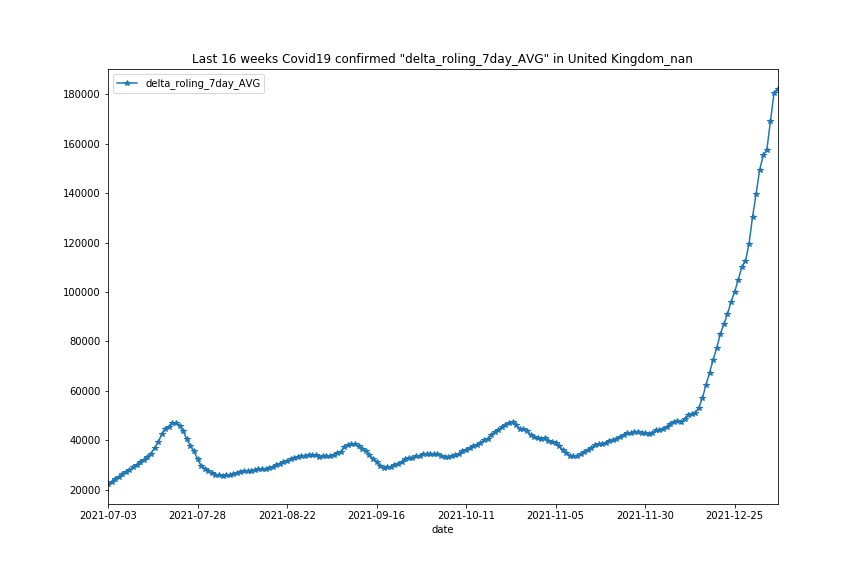 Last 16 weeks Covid19 confirmed "delta_roling_7day_AVG" in United Kingdom_nan
delta_roling_7day_AVG
180000
160000
140000
120000
100000
80000
60000
40000
20000
2021-07-03 2021-07-28 2021-08-22 2021-09-16 2021-10-11 2021-11-05 2021-11-30 2021-12-25
date